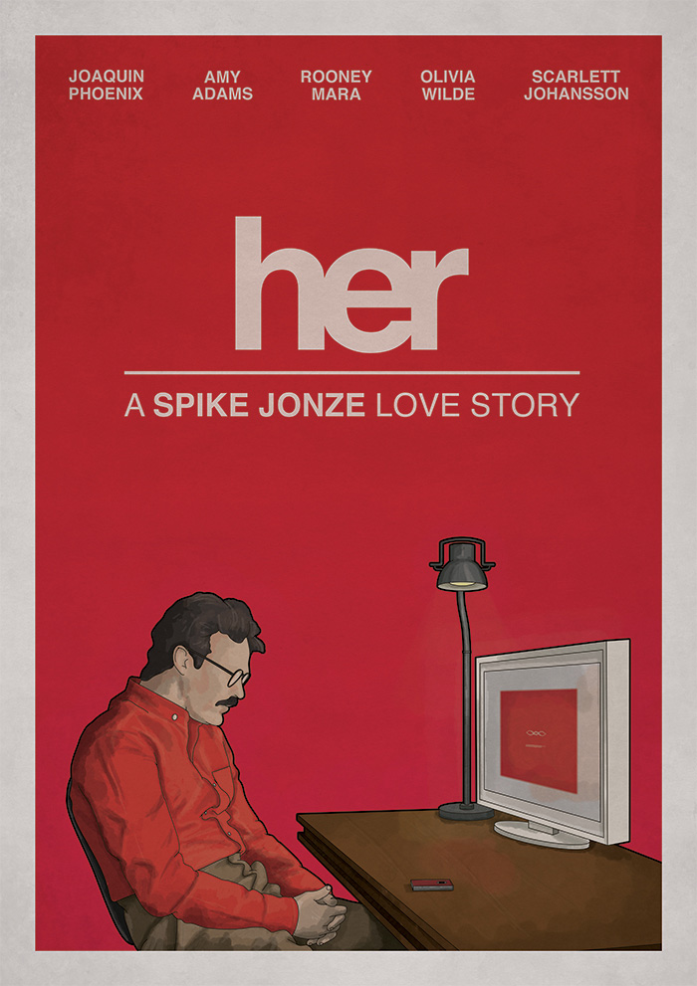 JOAQUIN PHOENIX
AMY ADAMS
ROONEY MARA
OLIVIA WILDE
SCARLETT JOHANSSON
her
A SPIKE JONZE LOVE STORY